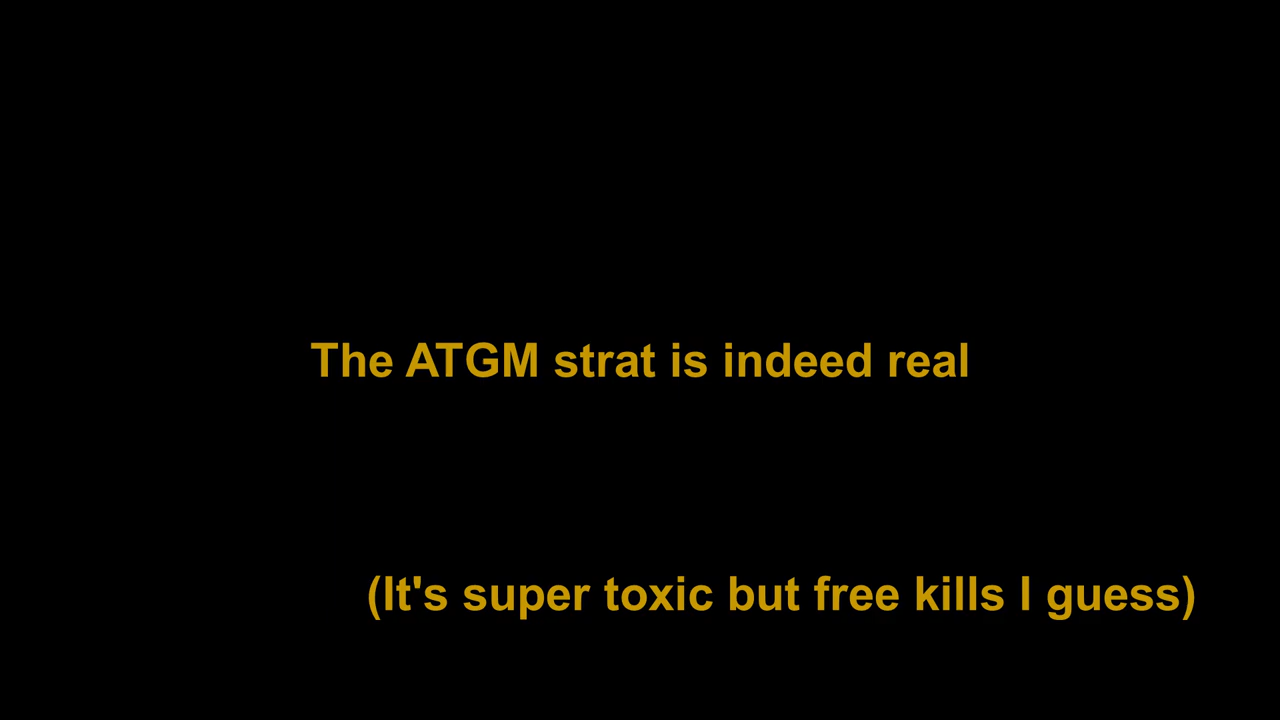 The ATGM strat is indeed real
(It's super toxic but free kills I guess)